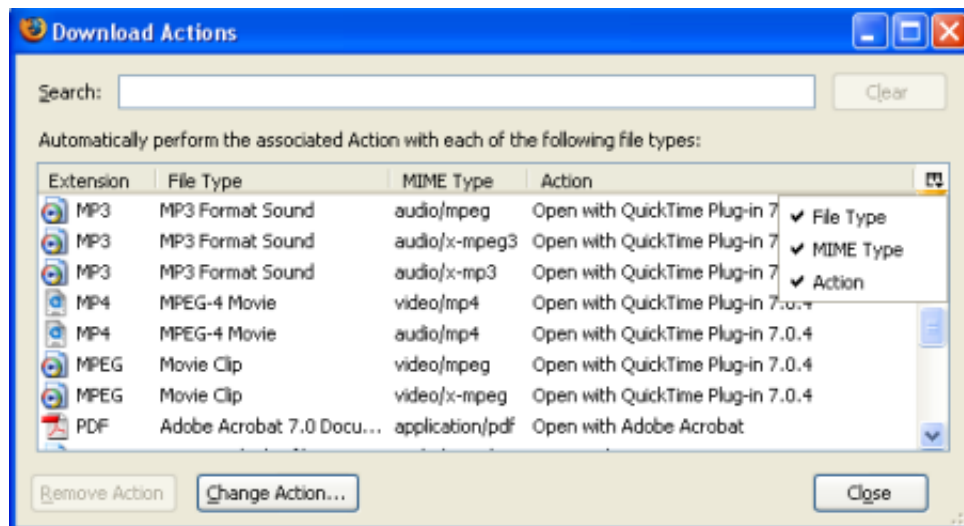 Download Actions
Search: Clear
Automatically perform the associated Action with each of the following file types:
Extension File Type MIME Type Action
MP3 MP3 Format Sound audio/mpeg Open with QuickTime Plug-in 7
MP3 MP3 Format Sound audio/x-mpeg3 Open with QuickTime Plug-in 7
MP3 MP3 Format Sound audio/x-mp3 Open with QuickTime Plug-in 7
File Type
MIME Type
Action
MP4 MPEG-4 Movie video/mp4 Open with QuickTime Plug-in 7.0.4
MP4 MPEG-4 Movie audio/mp4 Open with QuickTime Plug-in 7.0.4
MPEG Movie Clip video/mpeg Open with QuickTime Plug-in 7.0.4
MPEG Movie Clip video/x-mpeg Open with QuickTime Plug-in 7.0.4
PDF Adobe Acrobat 7.0 Docu... application/pdf Open with Adobe Acrobat
Remove Action Change Action... Close